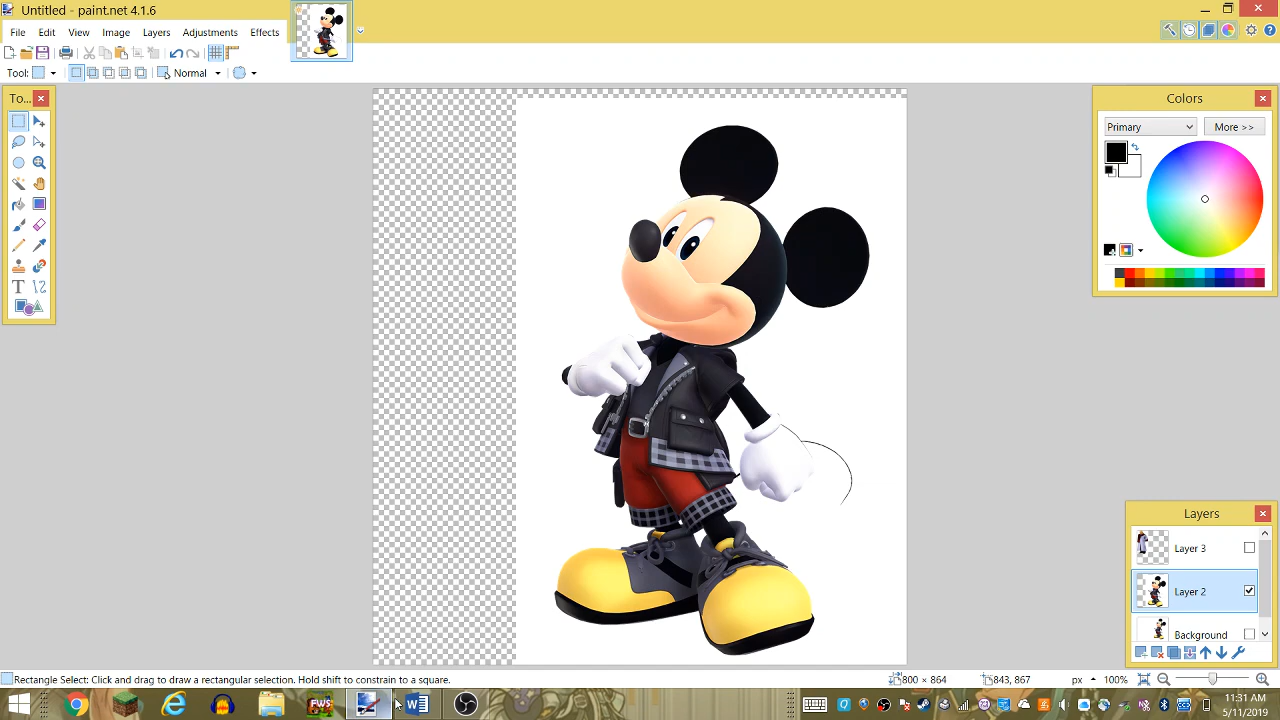 Untitled - paint.net 4.1.6
File Edit View Image Layers Adjustments Effects
Normal
Tool:
To...
Colors
Primary
More >>
Layers
Layer 3
Layer 2
Background
Rectangle Select: Click and drag to draw a rectangular selection. Hold shift to constrain to a square.
800 × 864
843, 867
px
100%
FWS
11:31 AM
5/11/2019